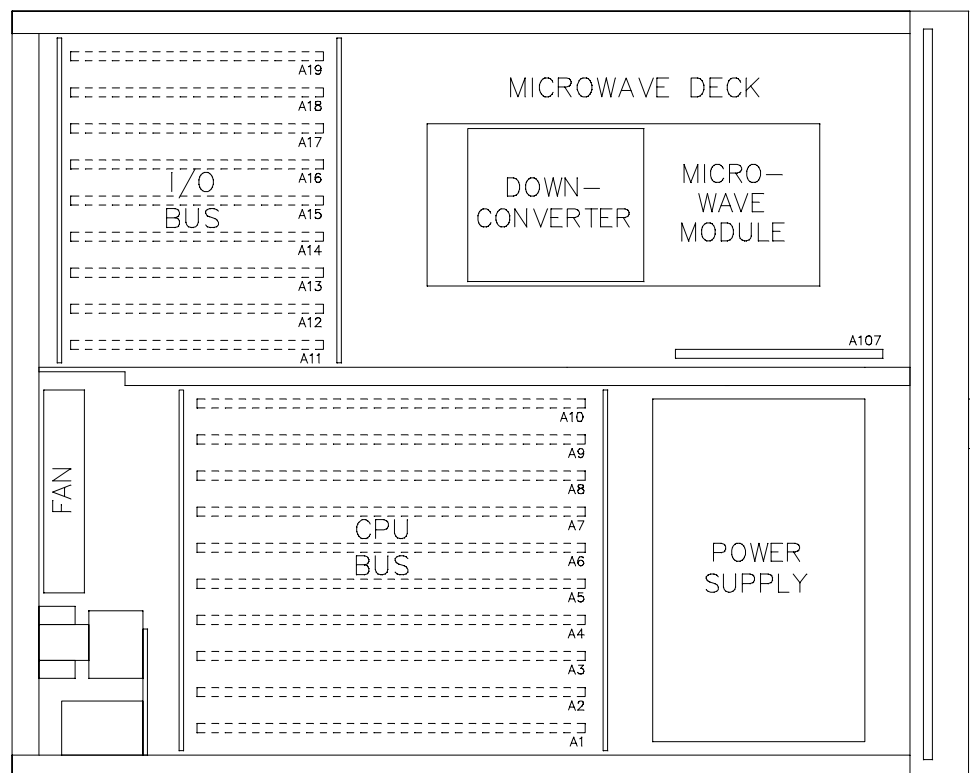 A19
A18
A17
A16
A15
A14
A13
A12
A11
I/O
BUS
MICROWAVE DECK
DOWN-
CONVERTER
MICRO-
WAVE
MODULE
A107
FAN
A10
A9
A8
A7
A6
A5
A4
A3
A2
A1
CPU
BUS
POWER
SUPPLY